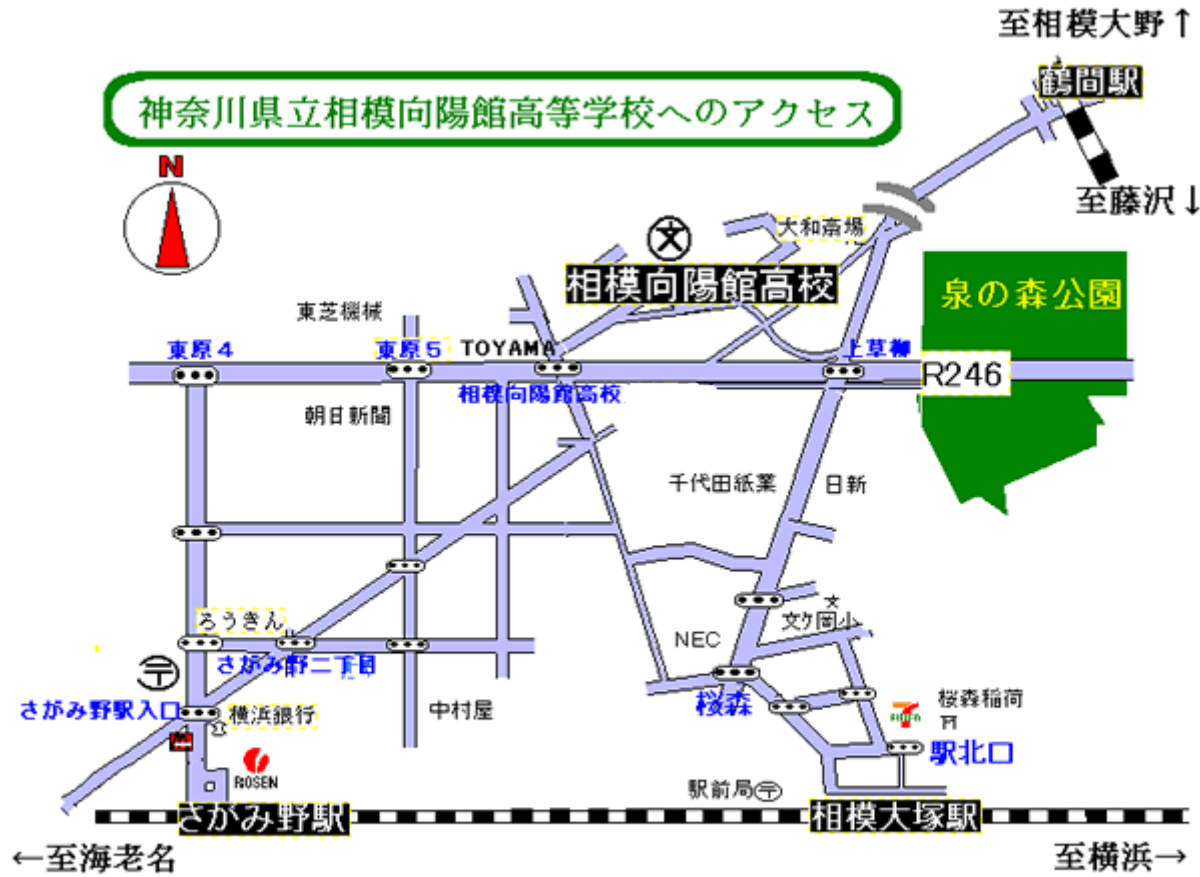 至相模大野↑
鶴間駅
神奈川県立相模向陽館高等学校へのアクセス
N
至藤沢↓
文
大和斎場
相模向陽館高校
泉の森公園
東芝機械
東原4
東原5
TOYAMA
上草柳
R246
相模向陽館高校
朝日新聞
千代田紙業
日新
ろうきん
文
文ケ岡小
NEC
さがみ野二丁目
〒
さがみ野駅入口
横浜銀行
中村屋
桜森
桜森稲荷
駅北口
ROSEN
駅前局〒
さがみ野駅
相模大塚駅
←至海老名
至横浜→